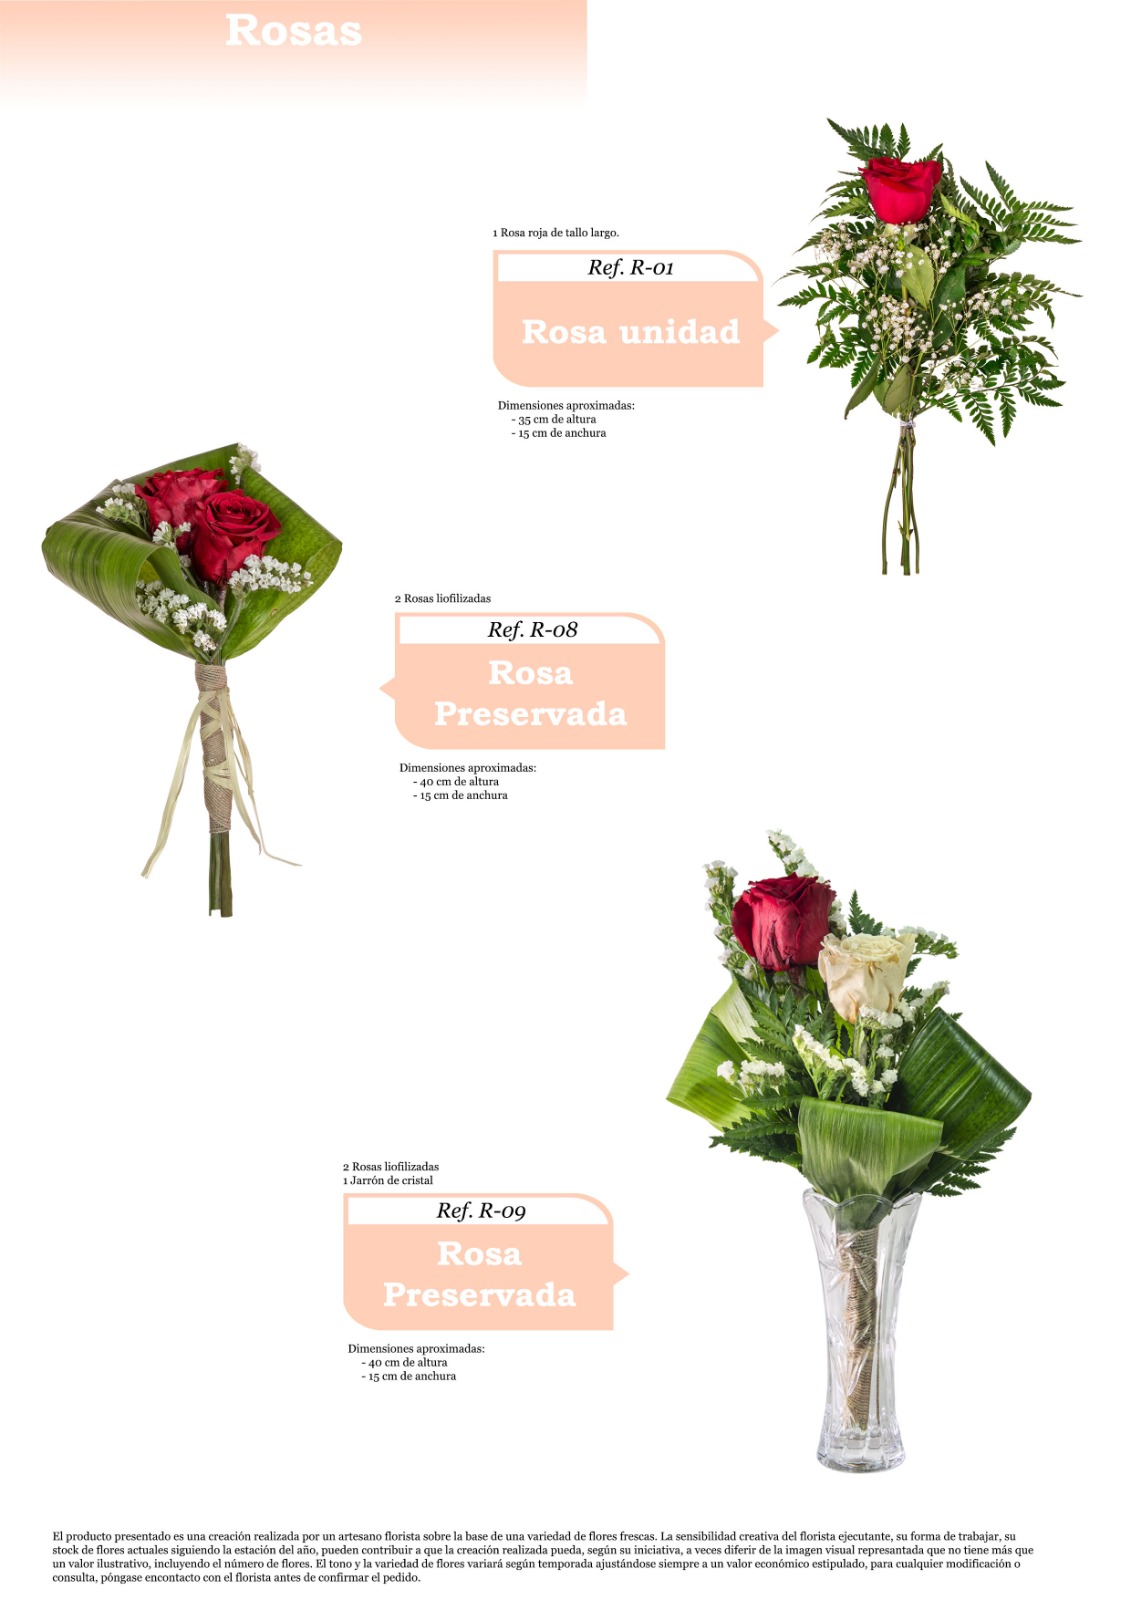 Rosas
1 Rosa roja de tallo largo.
Ref. R-01
Rosa unidad
Dimensiones aproximadas:
- 35 cm de altura
- 15 cm de anchura
2 Rosas liofilizadas
Ref. R-08
Rosa
Preservada
Dimensiones aproximadas:
- 40 cm de altura
- 15 cm de anchura
2 Rosas liofilizadas
1 Jarrón de cristal
Ref. R-09
Rosa
Preservada
Dimensiones aproximadas:
- 40 cm de altura
- 15 cm de anchura
El producto presentado es una creación realizada por un artesano florista sobre la base de una variedad de flores frescas. La sensibilidad creativa del florista ejecutante, su forma de trabajar, su
stock de flores actuales siguiendo la estación del año, pueden contribuir a que la creación realizada pueda, según su iniciativa, a veces diferir de la imagen visual represantada que no tiene más que
un valor ilustrativo, incluyendo el número de flores. El tono y la variedad de flores variará según temporada ajustándose siempre a un valor económico estipulado, para cualquier modificación o
consulta, póngase encontacto con el florista antes de confirmar el pedido.